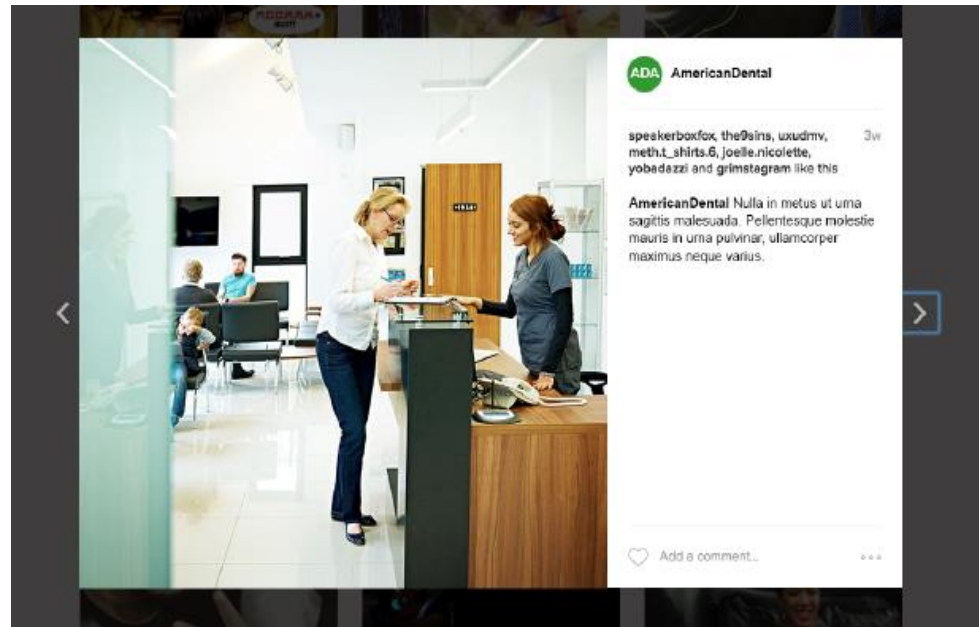 ADA AmericanDental
speakerboxfox, the9sins, uxudmv, 3w
meth.t_shirts.6, joelle.nicolette,
yobadazzi and grimstagram like this
AmericanDental Nulla in metus ut urna
sagittis malesuada. Pellentesque molestie
mauris in urna pulvinar, ullamcorper
maximus neque varius.
Add a comment...